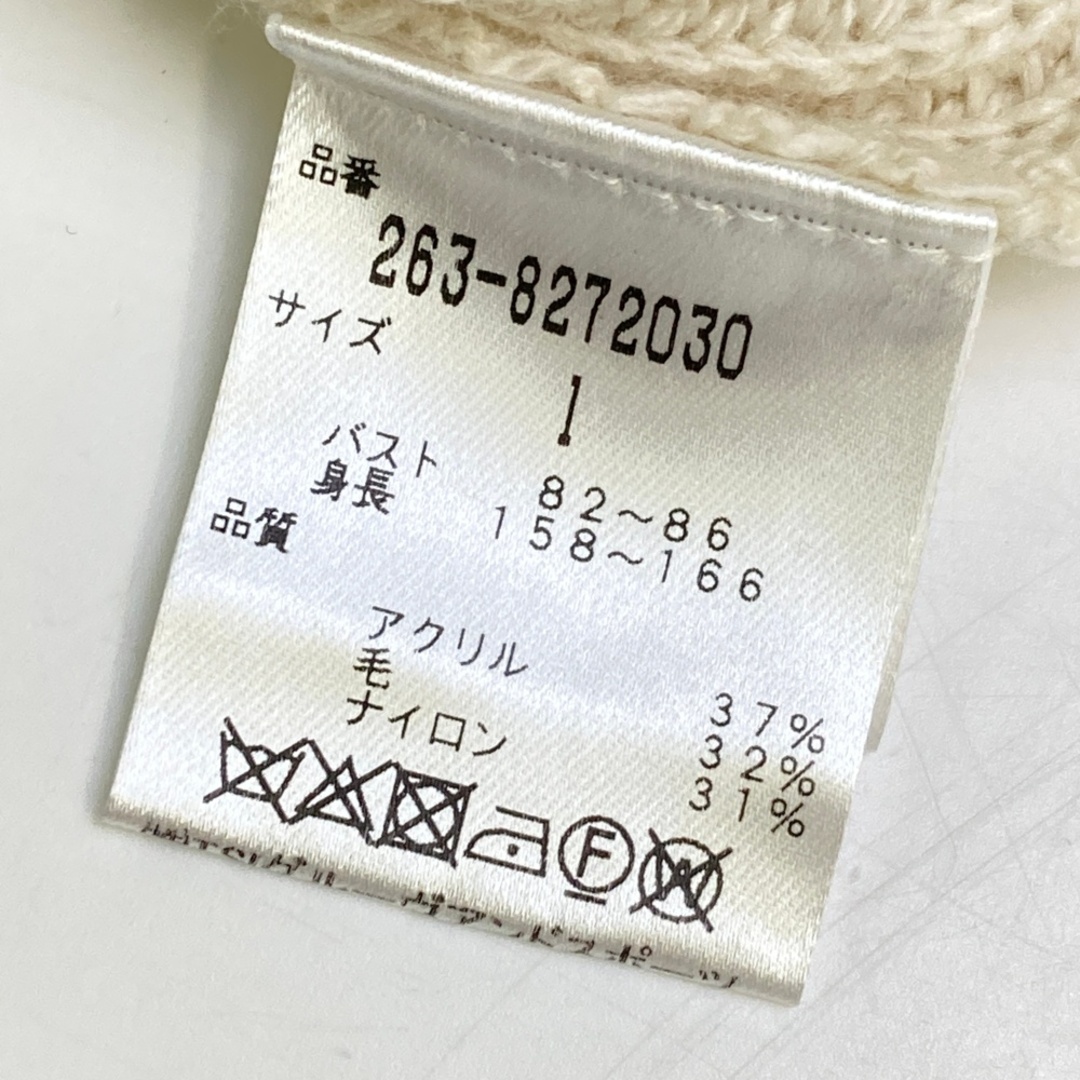 品番
263-8272030
サイズ
1
バスト 82～86
身長 158～166
品質
アクリル 37%
毛 32%
ナイロン 31%
F
W